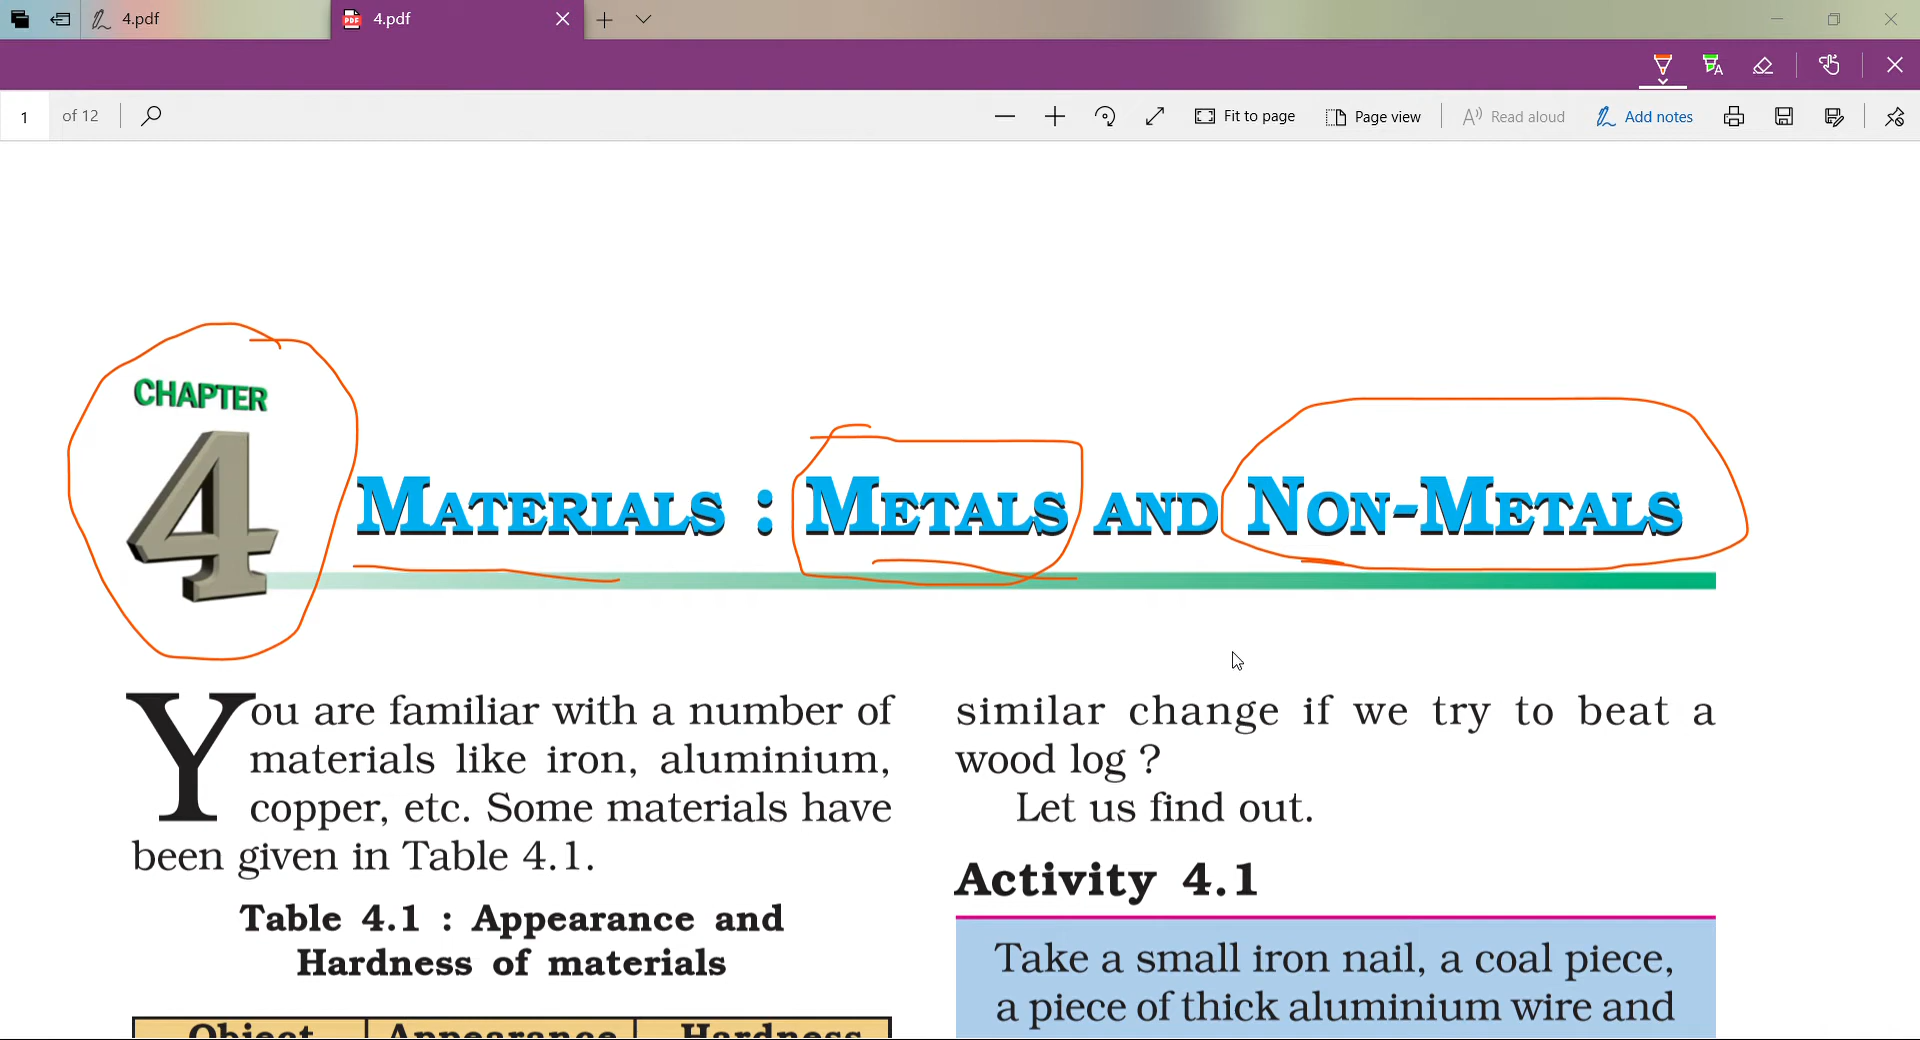 4.pdf
4.pdf
1 of 12
Fit to page
Page view
Read aloud
Add notes
CHAPTER
4
MATERIALS : METALS AND NON-METALS
You are familiar with a number of
materials like iron, aluminium,
copper, etc. Some materials have
been given in Table 4.1.
Table 4.1 : Appearance and
Hardness of materials
Object Appearance Hardness
similar change if we try to beat a
wood log ?
Let us find out.
Activity 4.1
Take a small iron nail, a coal piece,
a piece of thick aluminium wire and